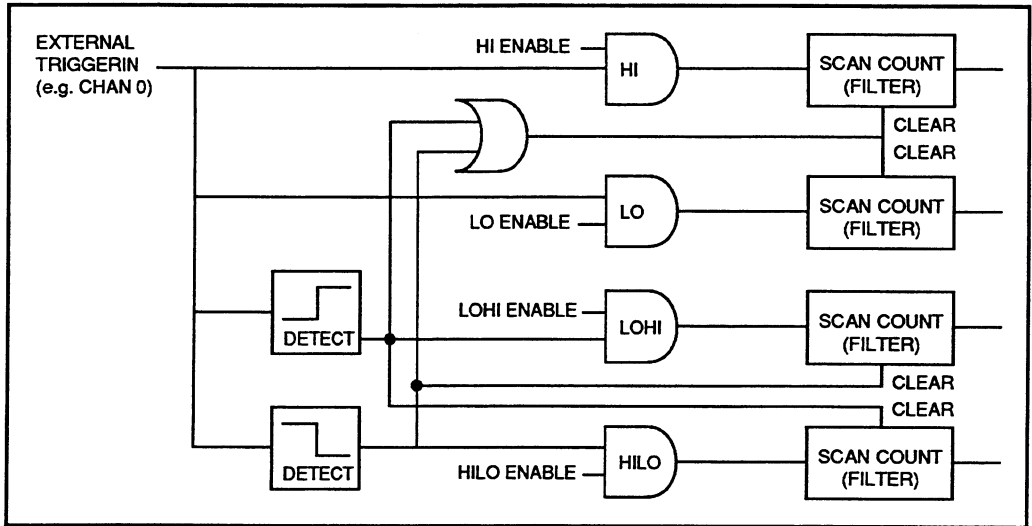 EXTERNAL
TRIGGERIN
(e.g. CHAN 0)
HI ENABLE
HI
SCAN COUNT
(FILTER)
CLEAR
CLEAR
LO
LO ENABLE
SCAN COUNT
(FILTER)
DETECT
LOHI ENABLE
LOHI
SCAN COUNT
(FILTER)
CLEAR
CLEAR
DETECT
HILO
HILO ENABLE
SCAN COUNT
(FILTER)